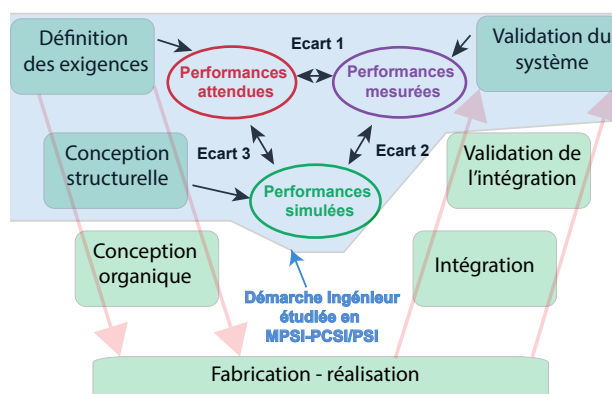 Définition
des exigences
Ecart 1
Validation du
système
Performances
attendues
Performances
mesurées
Conception
structurelle
Ecart 3
Ecart 2
Validation de
l'intégration
Performances
simulées
Conception
organique
Intégration
Démarche Ingénieur
étudiée en
MPSI-PCSI/PSI
Fabrication - réalisation